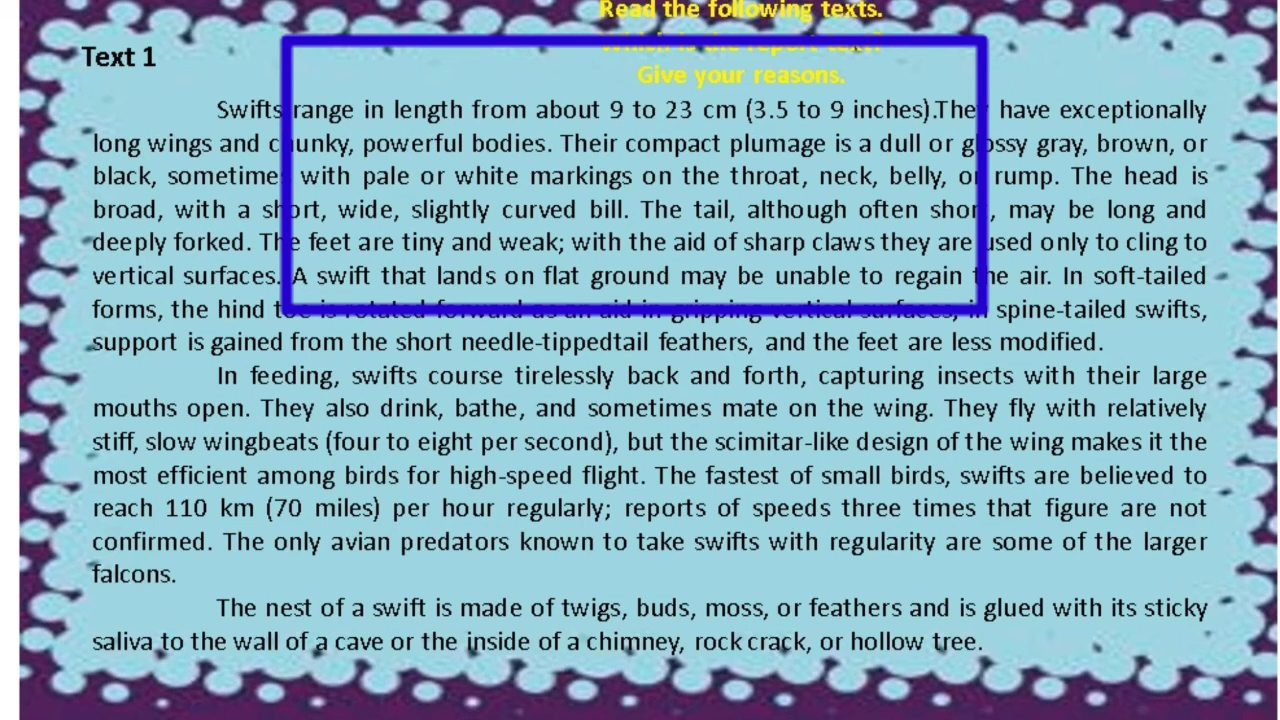 Read the following texts.
Which is the report text?
Give your reasons.
Text 1
Swifts range in length from about 9 to 23 cm (3.5 to 9 inches).They have exceptionally
long wings and chunky, powerful bodies. Their compact plumage is a dull or glossy gray, brown, or
black, sometimes with pale or white markings on the throat, neck, belly, or rump. The head is
broad, with a short, wide, slightly curved bill. The tail, although often short, may be long and
deeply forked. The feet are tiny and weak; with the aid of sharp claws they are used only to cling to
vertical surfaces. A swift that lands on flat ground may be unable to regain the air. In soft-tailed
forms, the hind toe is rotated forward as an aid in gripping vertical surfaces; in spine-tailed swifts,
support is gained from the short needle-tippedtail feathers, and the feet are less modified.
In feeding, swifts course tirelessly back and forth, capturing insects with their large
mouths open. They also drink, bathe, and sometimes mate on the wing. They fly with relatively
stiff, slow wingbeats (four to eight per second), but the scimitar-like design of the wing makes it the
most efficient among birds for high-speed flight. The fastest of small birds, swifts are believed to
reach 110 km (70 miles) per hour regularly; reports of speeds three times that figure are not
confirmed. The only avian predators known to take swifts with regularity are some of the larger
falcons.
The nest of a swift is made of twigs, buds, moss, or feathers and is glued with its sticky
saliva to the wall of a cave or the inside of a chimney, rock crack, or hollow tree.